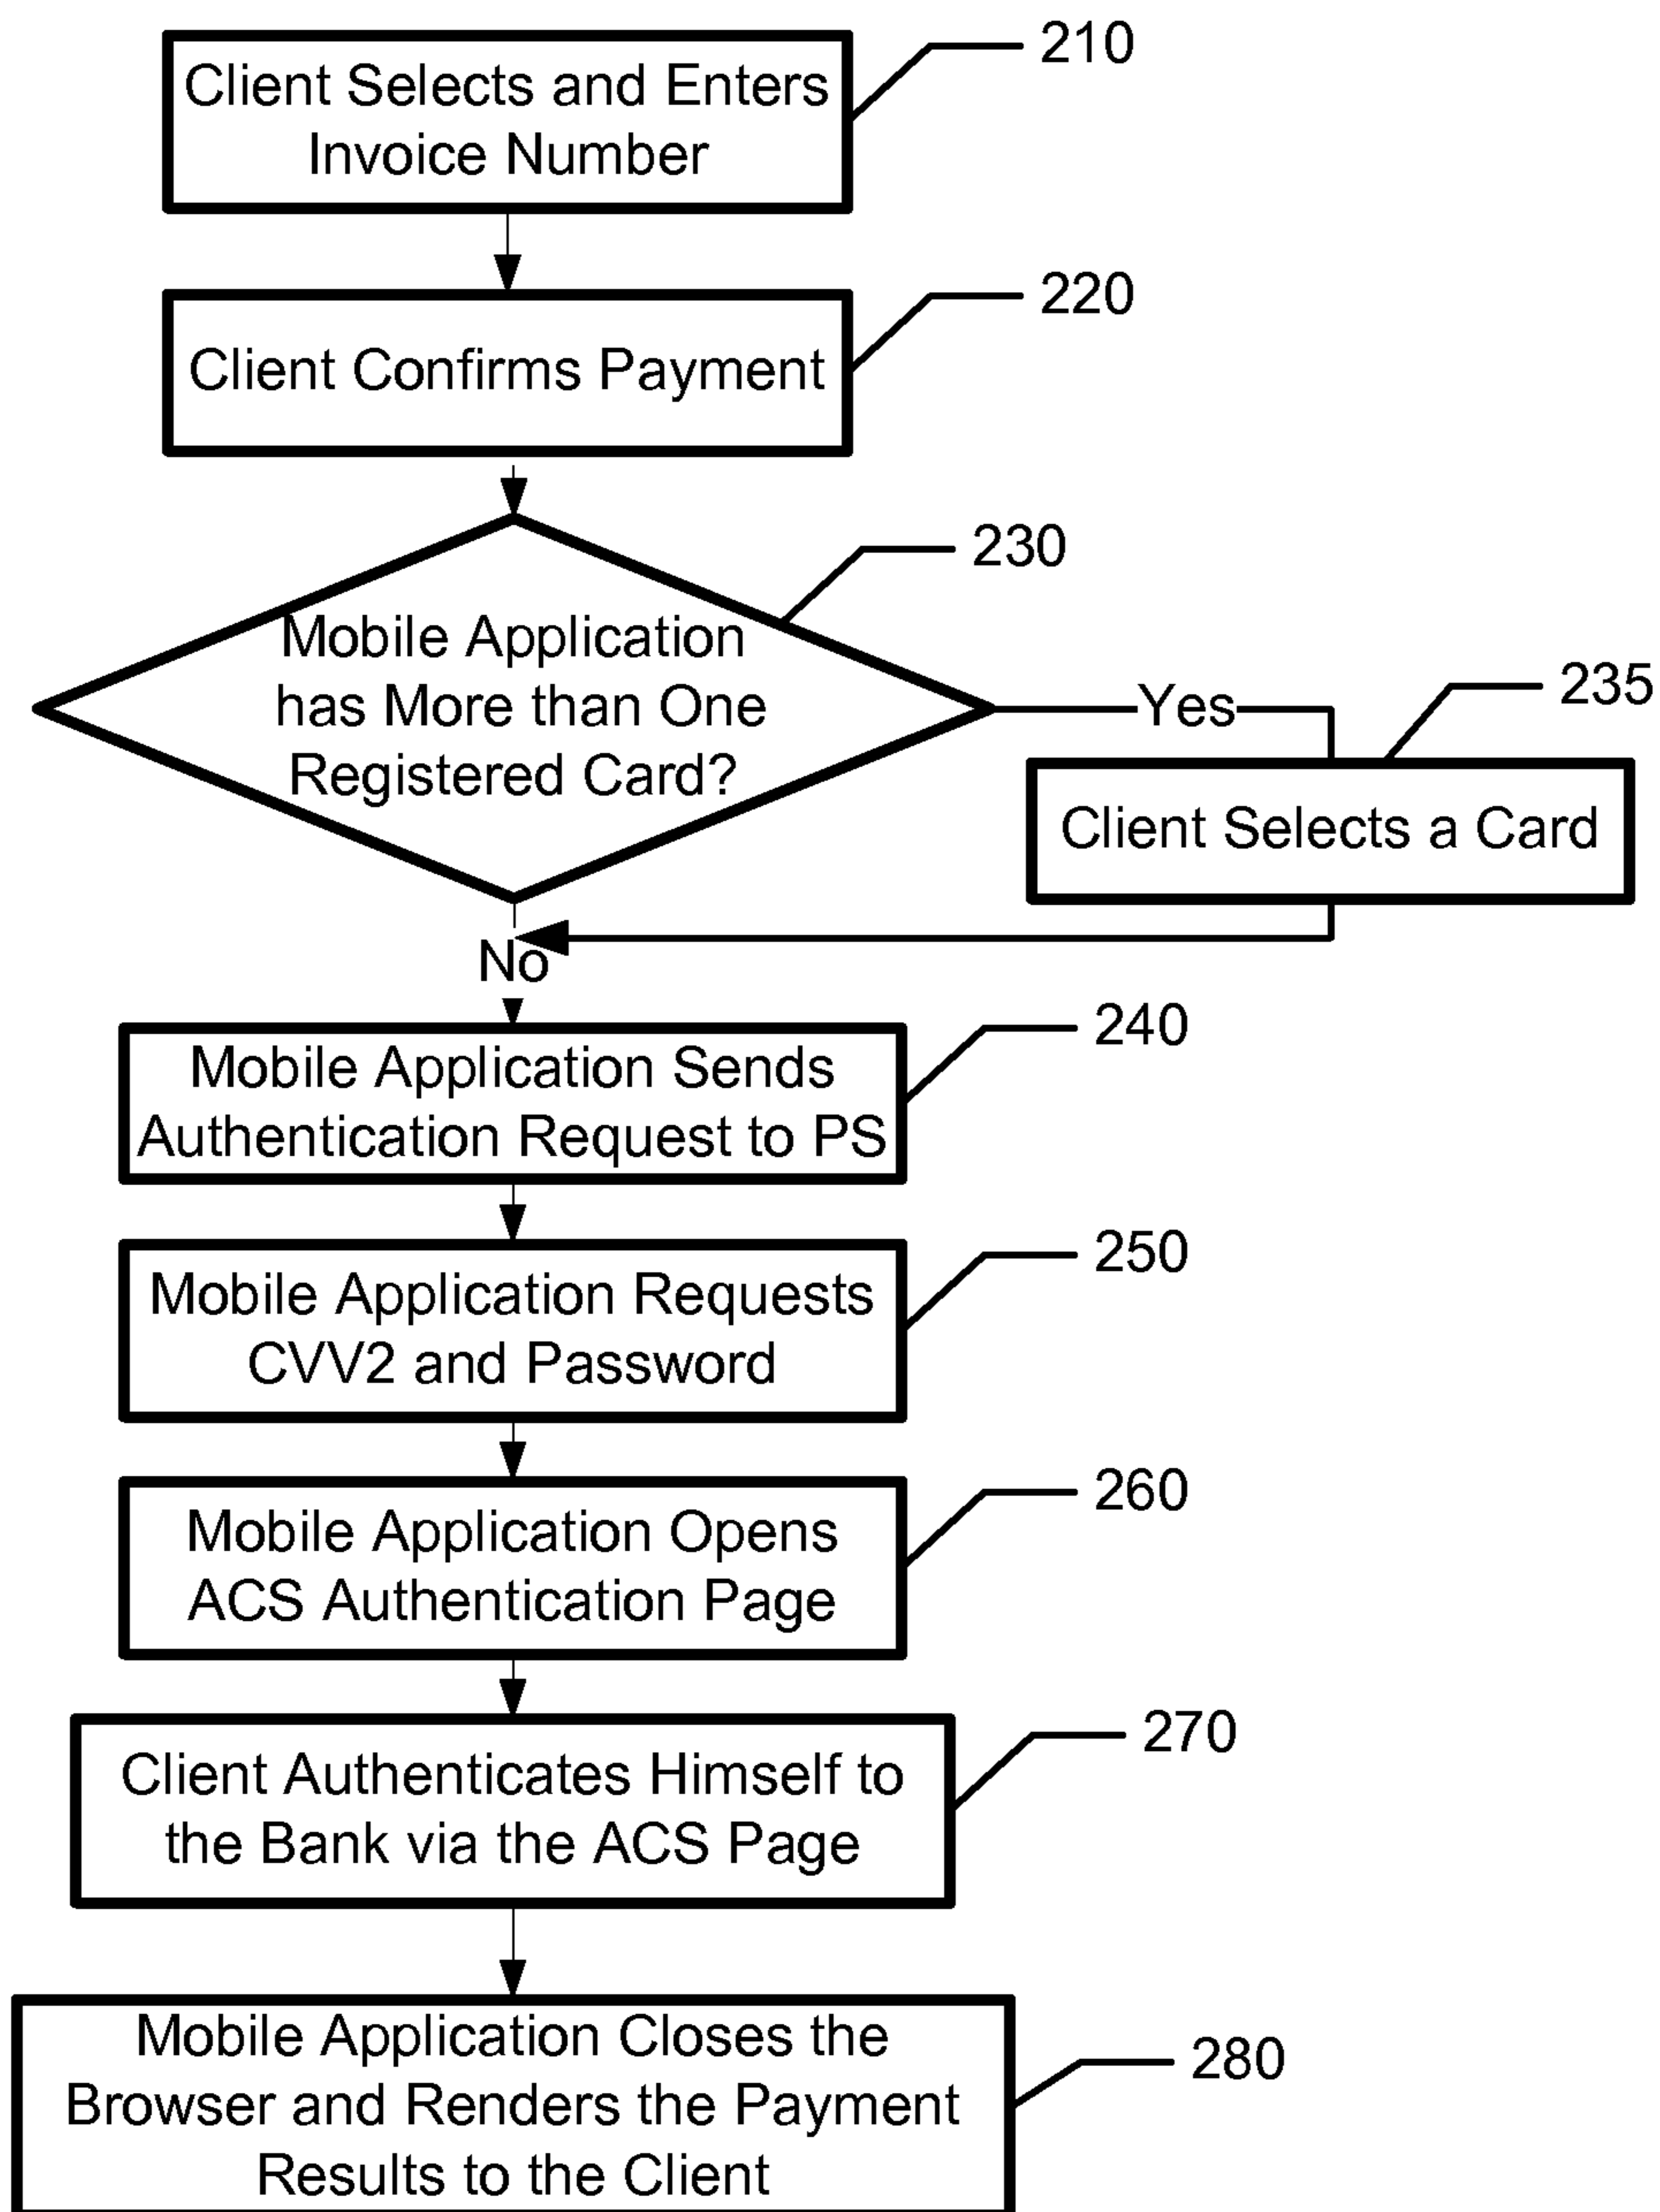 210
Client Selects and Enters
Invoice Number
220
Client Confirms Payment
230
Mobile Application
has More than One
Registered Card?
Yes
235
Client Selects a Card
No
240
Mobile Application Sends
Authentication Request to PS
250
Mobile Application Requests
CVV2 and Password
260
Mobile Application Opens
ACS Authentication Page
270
Client Authenticates Himself to
the Bank via the ACS Page
280
Mobile Application Closes the
Browser and Renders the Payment
Results to the Client